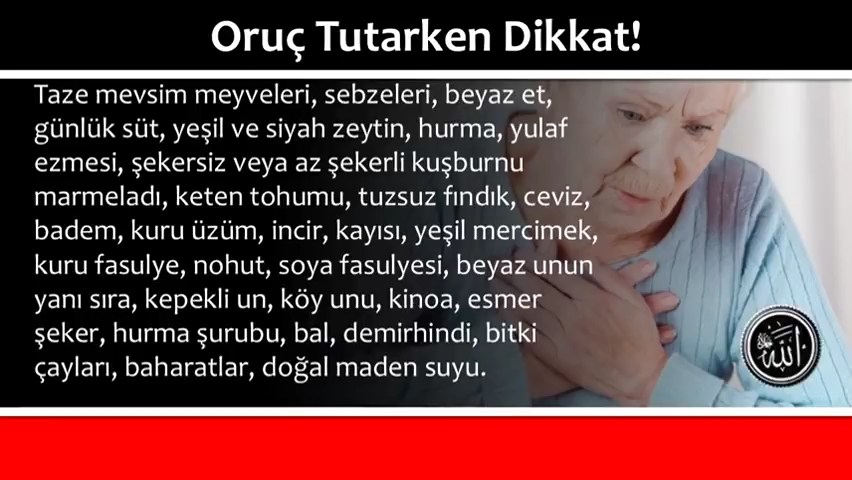 Oruç Tutarken Dikkat!
Taze mevsim meyveleri, sebzeleri, beyaz et,
günlük süt, yeşil ve siyah zeytin, hurma, yulaf
ezmesi, şekersiz veya az şekerli kuşburnu
marmeladı, keten tohumu, tuzsuz fındık, ceviz,
badem, kuru üzüm, incir, kayısı, yeşil mercimek,
kuru fasulye, nohut, soya fasulyesi, beyaz unun
yanı sıra, kepekli un, köy unu, kinoa, esmer
şeker, hurma şurubu, bal, demirhindi, bitki
çayları, baharatlar, doğal maden suyu.
الله